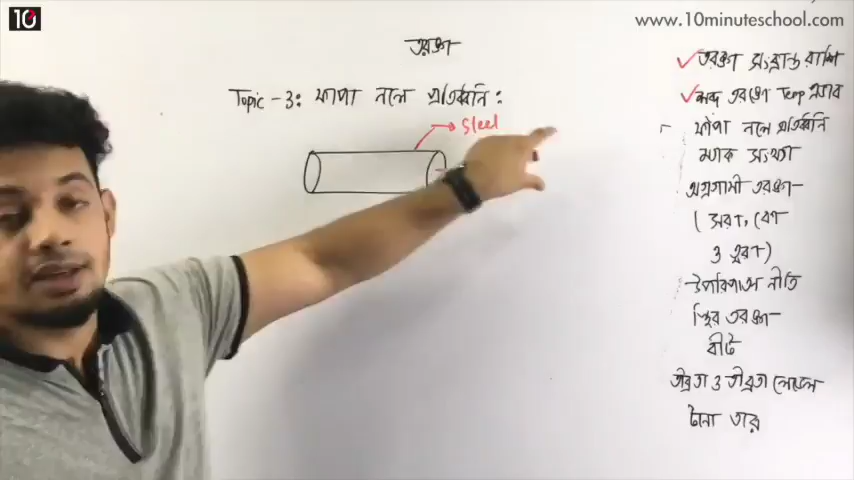 10
www.10minuteschool.com
তরঙ্গ
Topic-3: ফাঁপা নলে প্রতিধ্বনি :
Steel
তরঙ্গ সংক্রান্ত রাশি
শব্দ তরঙ্গে Temp প্রভাব
ফাঁপা নলে প্রতিধ্বনি
ম্যাক সংখ্যা
অগ্রগামী তরঙ্গ
( সরণ, বেগ
ও ত্বরণ)
উপরিপাতন নীতি
স্থির তরঙ্গ
বীট
তীব্রতা ও তীব্রতা লেভেল
টানা তার